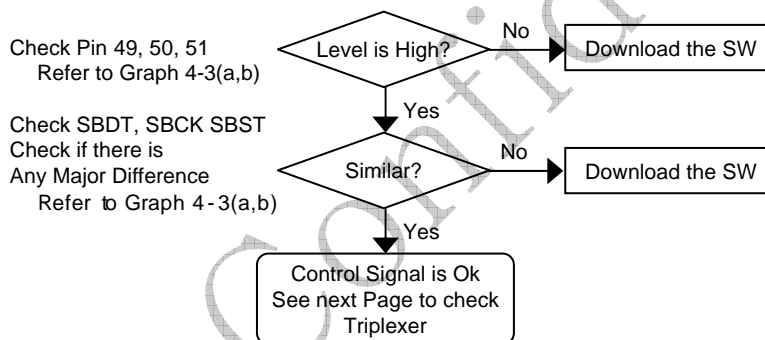 Check Pin 49, 50, 51
Refer to Graph 4-3(a,b)
Level is High?
No
Download the SW
Yes
Check SBDT, SBCK SBST
Check if there is
Any Major Difference
Refer to Graph 4-3(a,b)
Similar?
No
Download the SW
Yes
Control Signal is Ok
See next Page to check
Triplexer
Confid